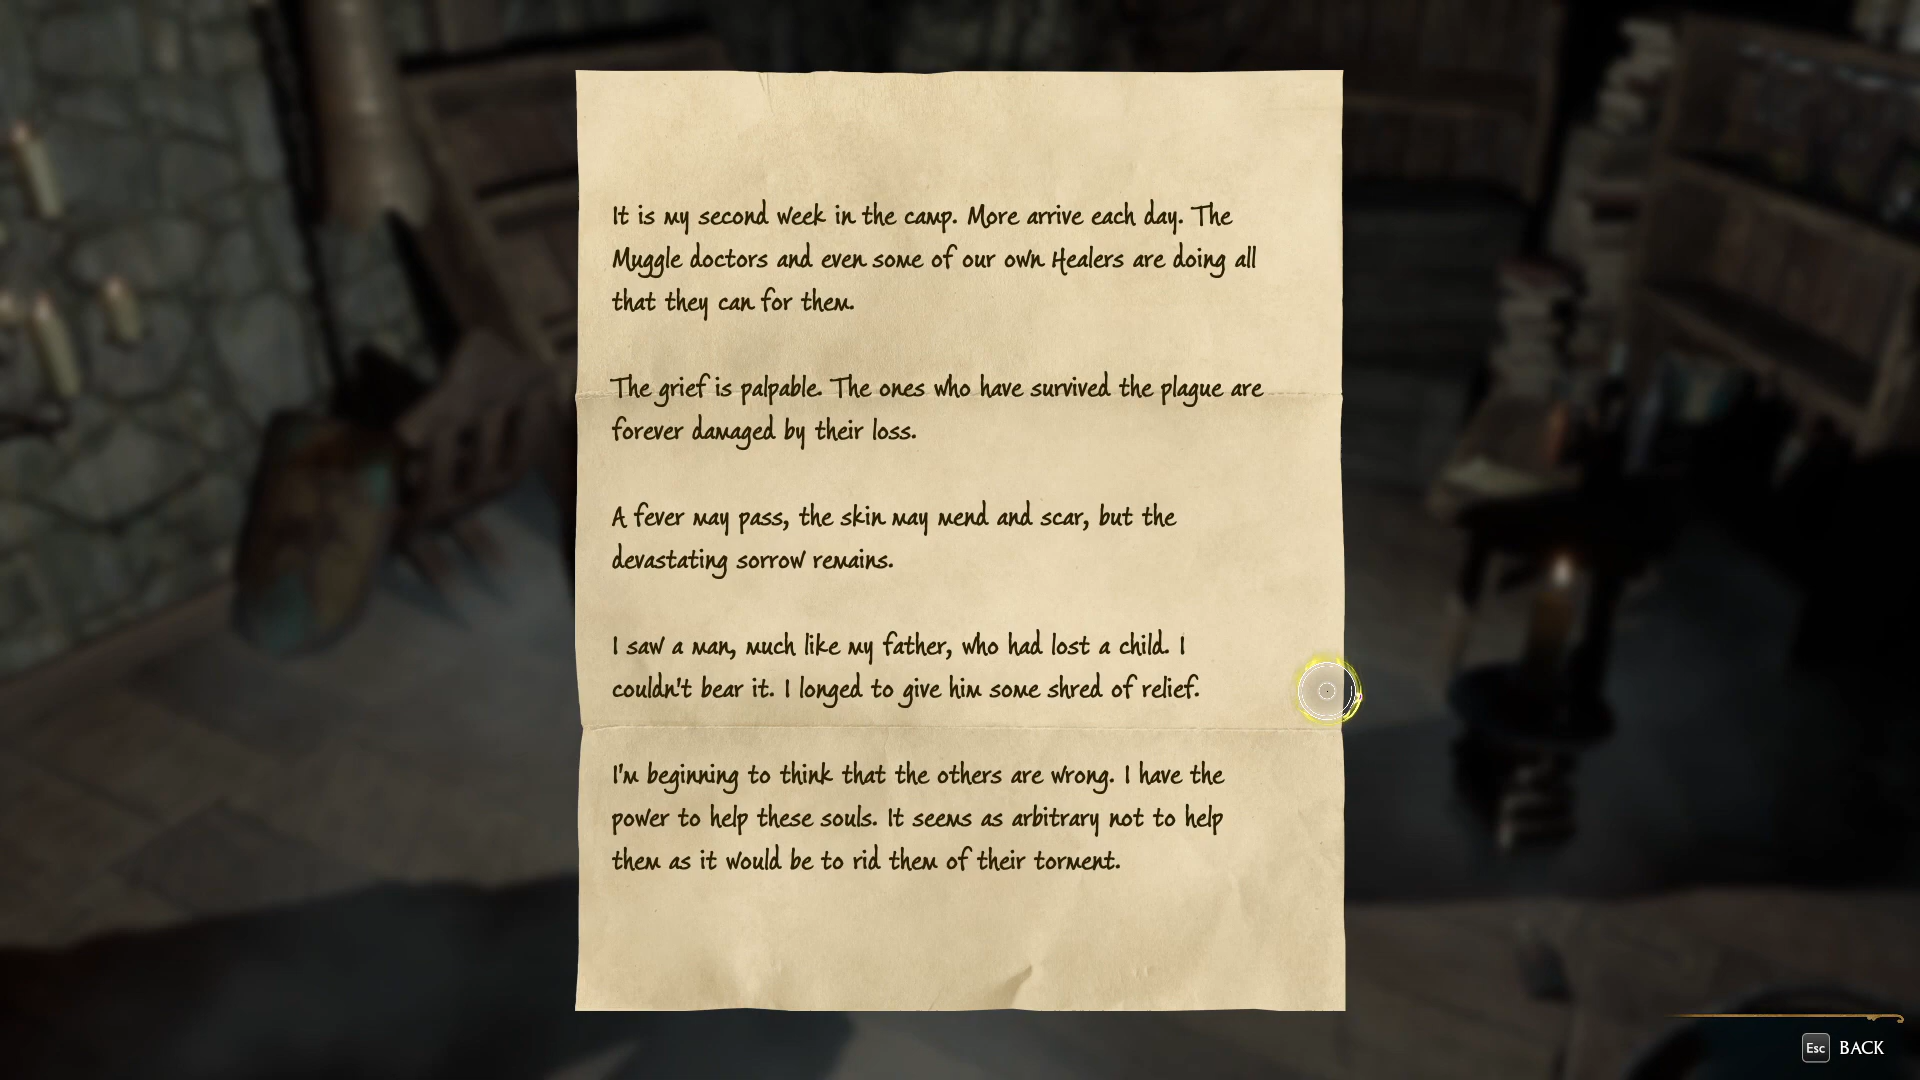 It is my second week in the camp. More arrive each day. The
Muggle doctors and even some of our own Healers are doing all
that they can for them.
The grief is palpable. The ones who have survived the plague are
forever damaged by their loss.
A fever may pass, the skin may mend and scar, but the
devastating sorrow remains.
I saw a man, much like my father, who had lost a child. I
couldn't bear it. I longed to give him some shred of relief.
I'm beginning to think that the others are wrong. I have the
power to help these souls. It seems as arbitrary not to help
them as it would be to rid them of their torment.
Esc BACK